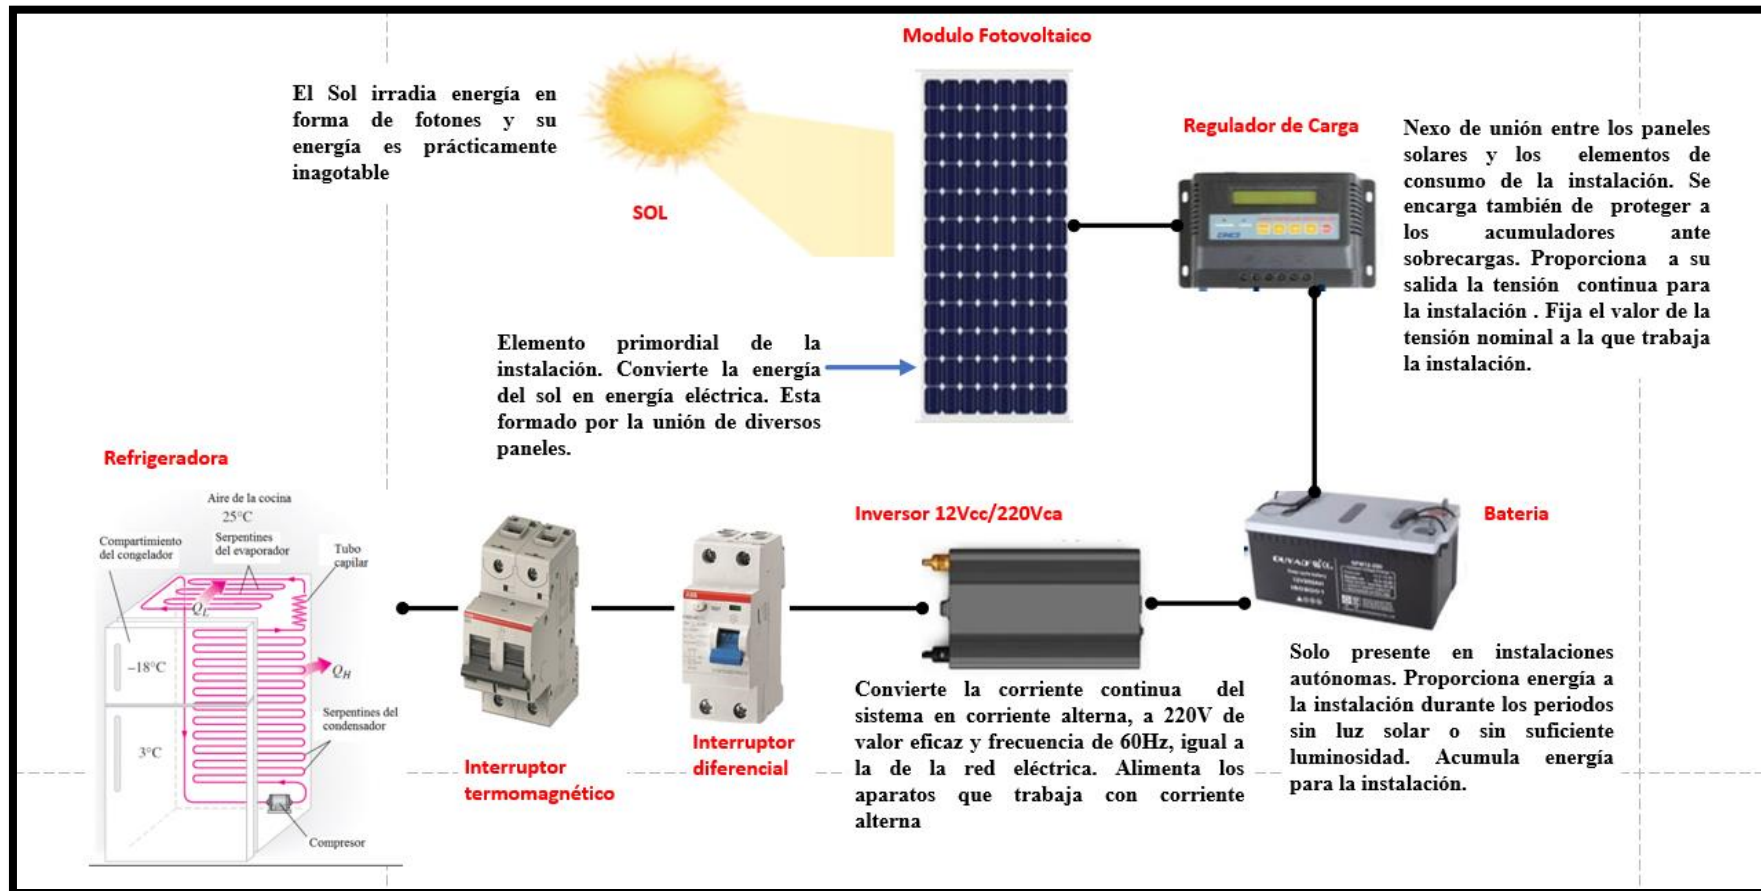 Modulo Fotovoltaico
El Sol irradia energía en
forma de fotones y su
energía es prácticamente
inagotable
SOL
Regulador de Carga
Nexo de unión entre los paneles
solares y los elementos de
consumo de la instalación. Se
encarga también de proteger a
los acumuladores ante
sobrecargas. Proporciona a su
salida la tensión continua para
la instalación . Fija el valor de la
tensión nominal a la que trabaja
la instalación.
Elemento primordial de la
instalación. Convierte la energía
del sol en energía eléctrica. Esta
formado por la unión de diversos
paneles.
Refrigeradora
Aire de la cocina
25°C
Compartimiento
del congelador
Serpentines
del evaporador
Tubo
capilar
QL
–18°C
QH
Serpentines del
condensador
3°C
Compresor
Interruptor
termomagnético
ABB
Interruptor
diferencial
Inversor 12Vcc/220Vca
Convierte la corriente continua del
sistema en corriente alterna, a 220V de
valor eficaz y frecuencia de 60Hz, igual a
la de la red eléctrica. Alimenta los
aparatos que trabaja con corriente
alterna
Bateria
Solo presente en instalaciones
autónomas. Proporciona energía a
la instalación durante los periodos
sin luz solar o sin suficiente
luminosidad. Acumula energía
para la instalación.